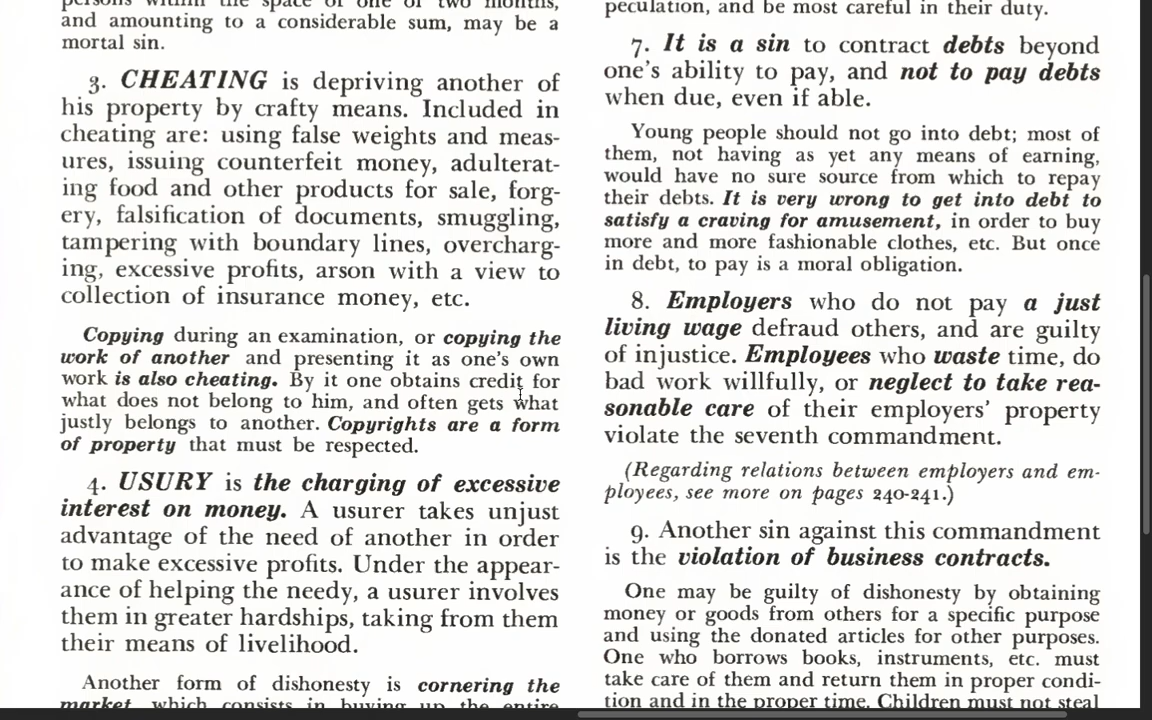 persons within the space of one or two months,
and amounting to a considerable sum, may be a
mortal sin.
3. CHEATING is depriving another of
his property by crafty means. Included in
cheating are: using false weights and meas-
ures, issuing counterfeit money, adulterat-
ing food and other products for sale, forg-
ery, falsification of documents, smuggling,
tampering with boundary lines, overcharg-
ing, excessive profits, arson with a view to
collection of insurance money, etc.
Copying during an examination, or copying the
work of another and presenting it as one's own
work is also cheating. By it one obtains credit for
what does not belong to him, and often gets what
justly belongs to another. Copyrights are a form
of property that must be respected.
4. USURY is the charging of excessive
interest on money. A usurer takes unjust
advantage of the need of another in order
to make excessive profits. Under the appear-
ance of helping the needy, a usurer involves
them in greater hardships, taking from them
their means of livelihood.
Another form of dishonesty is cornering the
market, which consists in buying up the entire
peculation, and be most careful in their duty.
7. It is a sin to contract debts beyond
one's ability to pay, and not to pay debts
when due, even if able.
Young people should not go into debt; most of
them, not having as yet any means of earning,
would have no sure source from which to repay
their debts. It is very wrong to get into debt to
satisfy a craving for amusement, in order to buy
more and more fashionable clothes, etc. But once
in debt, to pay is a moral obligation.
8. Employers who do not pay a just
living wage defraud others, and are guilty
of injustice. Employees who waste time, do
bad work willfully, or neglect to take rea-
sonable care of their employers' property
violate the seventh commandment.
(Regarding relations between employers and em-
ployees, see more on pages 240-241.)
9. Another sin against this commandment
is the violation of business contracts.
One may be guilty of dishonesty by obtaining
money or goods from others for a specific purpose
and using the donated articles for other purposes.
One who borrows books, instruments, etc. must
take care of them and return them in proper condi-
tion and in the proper time. Children must not steal